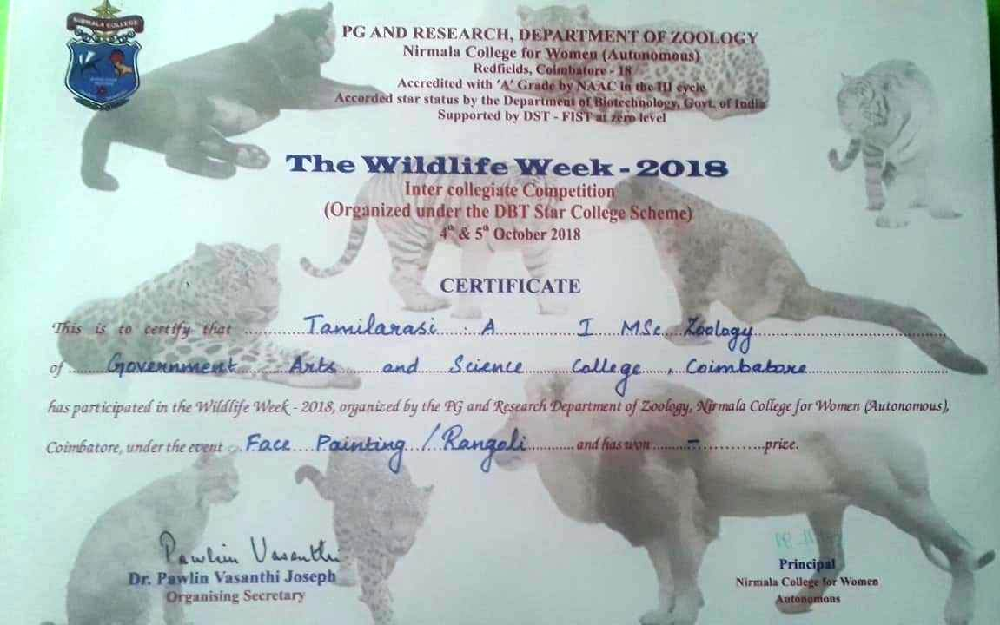 NIRMALA COLLEGE
PG AND RESEARCH, DEPARTMENT OF ZOOLOGY
Nirmala College for Women (Autonomous)
Redfields, Coimbatore - 18
Accredited with 'A' Grade by NAAC in the III cycle
Accorded star status by the Department of Biotechnology, Govt. of India
Supported by DST - FIST at zero level
The Wildlife Week - 2018
Inter collegiate Competition
(Organized under the DBT Star College Scheme)
4th & 5th October 2018
CERTIFICATE
This is to certify that Tamilarasi . A I MSc Zoology
of Government Arts and Science College , Coimbatore
has participated in the Wildlife Week - 2018, organized by the PG and Research Department of Zoology, Nirmala College for Women (Autonomous),
Coimbatore, under the event Face Painting / Rangoli and has won - prize.
Pawlin Vasanthi
Dr. Pawlin Vasanthi Joseph
Organising Secretary
Principal
Nirmala College for Women
Autonomous